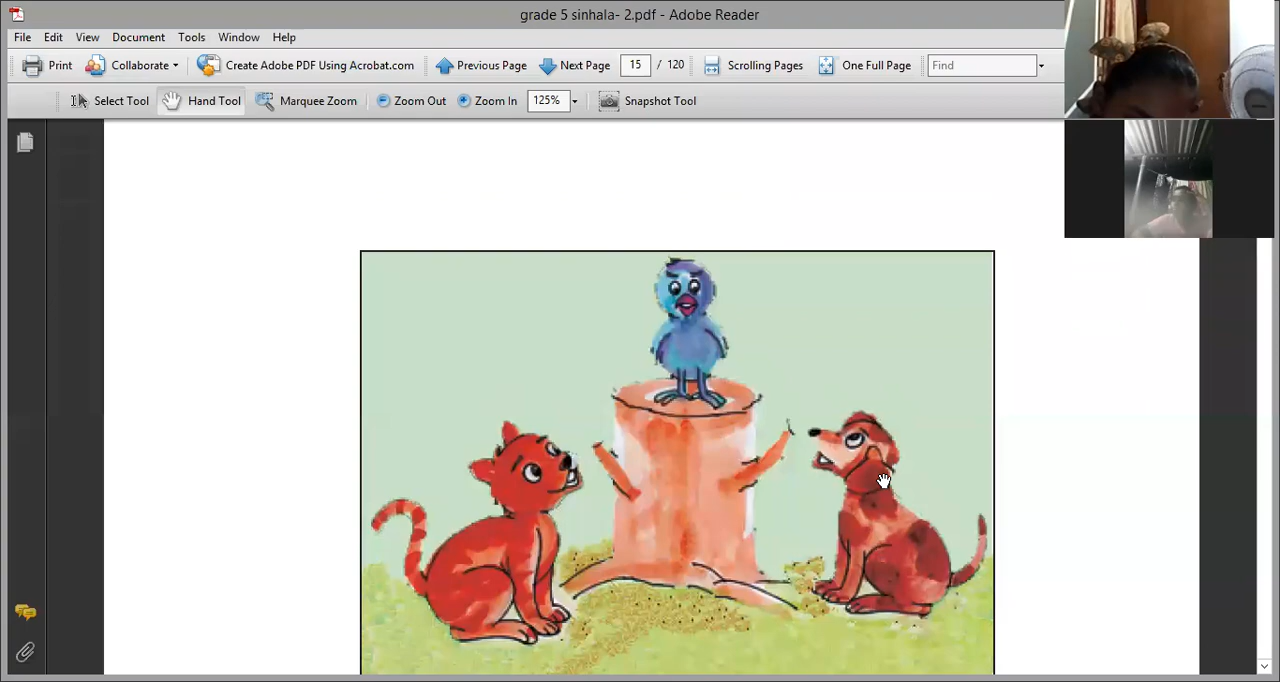 grade 5 sinhala- 2.pdf - Adobe Reader
File Edit View Document Tools Window Help
Print Collaborate Create Adobe PDF Using Acrobat.com Previous Page Next Page 15 / 120 Scrolling Pages One Full Page Find
Select Tool Hand Tool Marquee Zoom Zoom Out Zoom In 125% Snapshot Tool